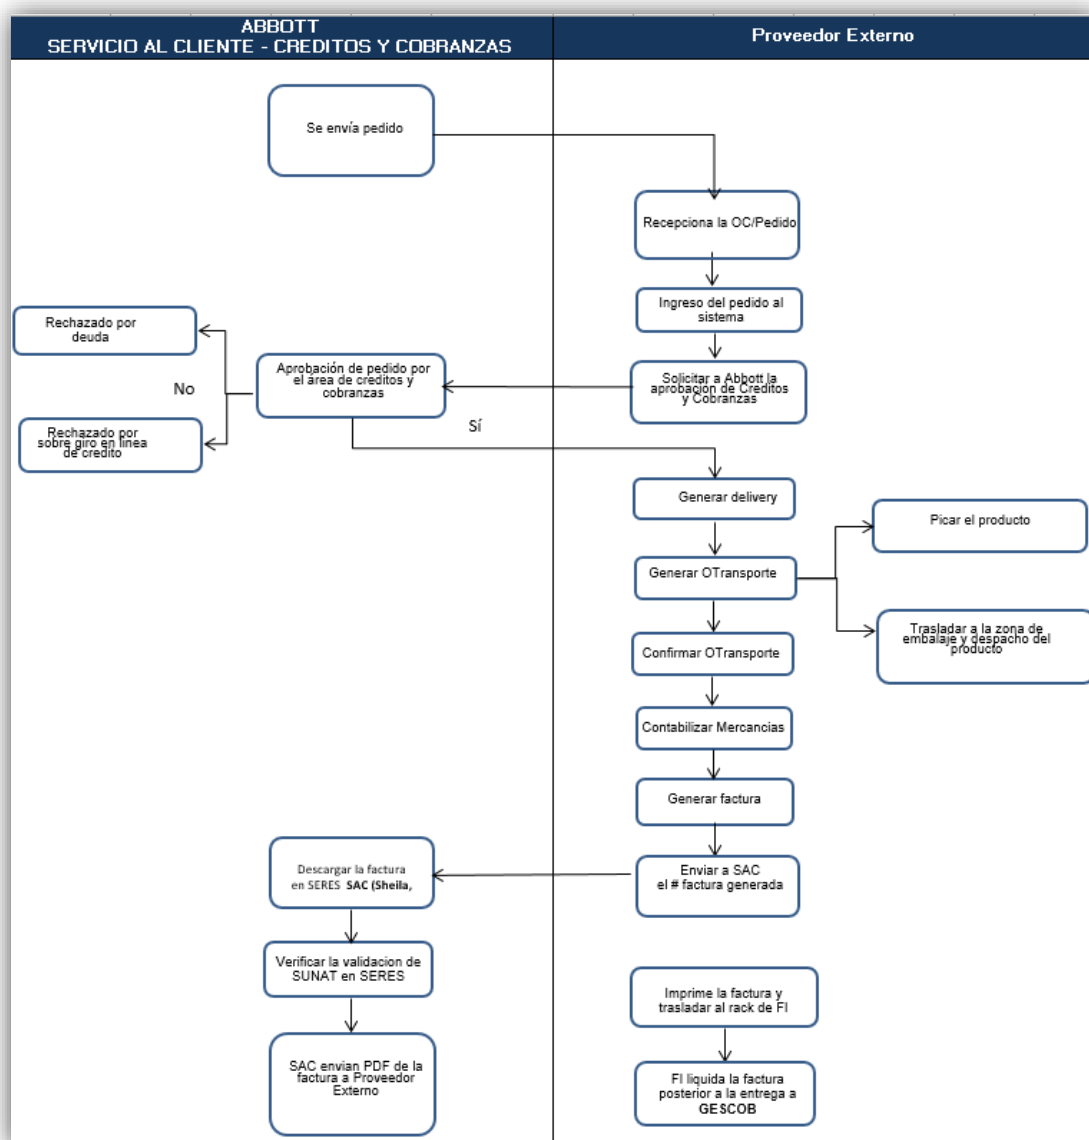 ABBOTT
SERVICIO AL CLIENTE - CREDITOS Y COBRANZAS
Proveedor Externo
Se envía pedido
Recepciona la OC/Pedido
Ingreso del pedido al
sistema
Rechazado por
deuda
Aprobación de pedido por
el área de creditos y
cobranzas
Solicitar a Abbott la
aprobación de Creditos
y Cobranzas
No
Rechazado por
sobre giro en linea
de credito
Sí
Generar delivery
Picar el producto
Generar OTransporte
Trasladar a la zona de
embalaje y despacho del
producto
Confirmar OTransporte
Contabilizar Mercancias
Generar factura
Descargar la factura
en SERES SAC (Sheila,
Enviar a SAC
el # factura generada
Verificar la validacion de
SUNAT en SERES
Imprime la factura y
trasladar al rack de FI
SAC envian PDF de la
factura a Proveedor
Externo
FI liquida la factura
posterior a la entrega a
GESCOB